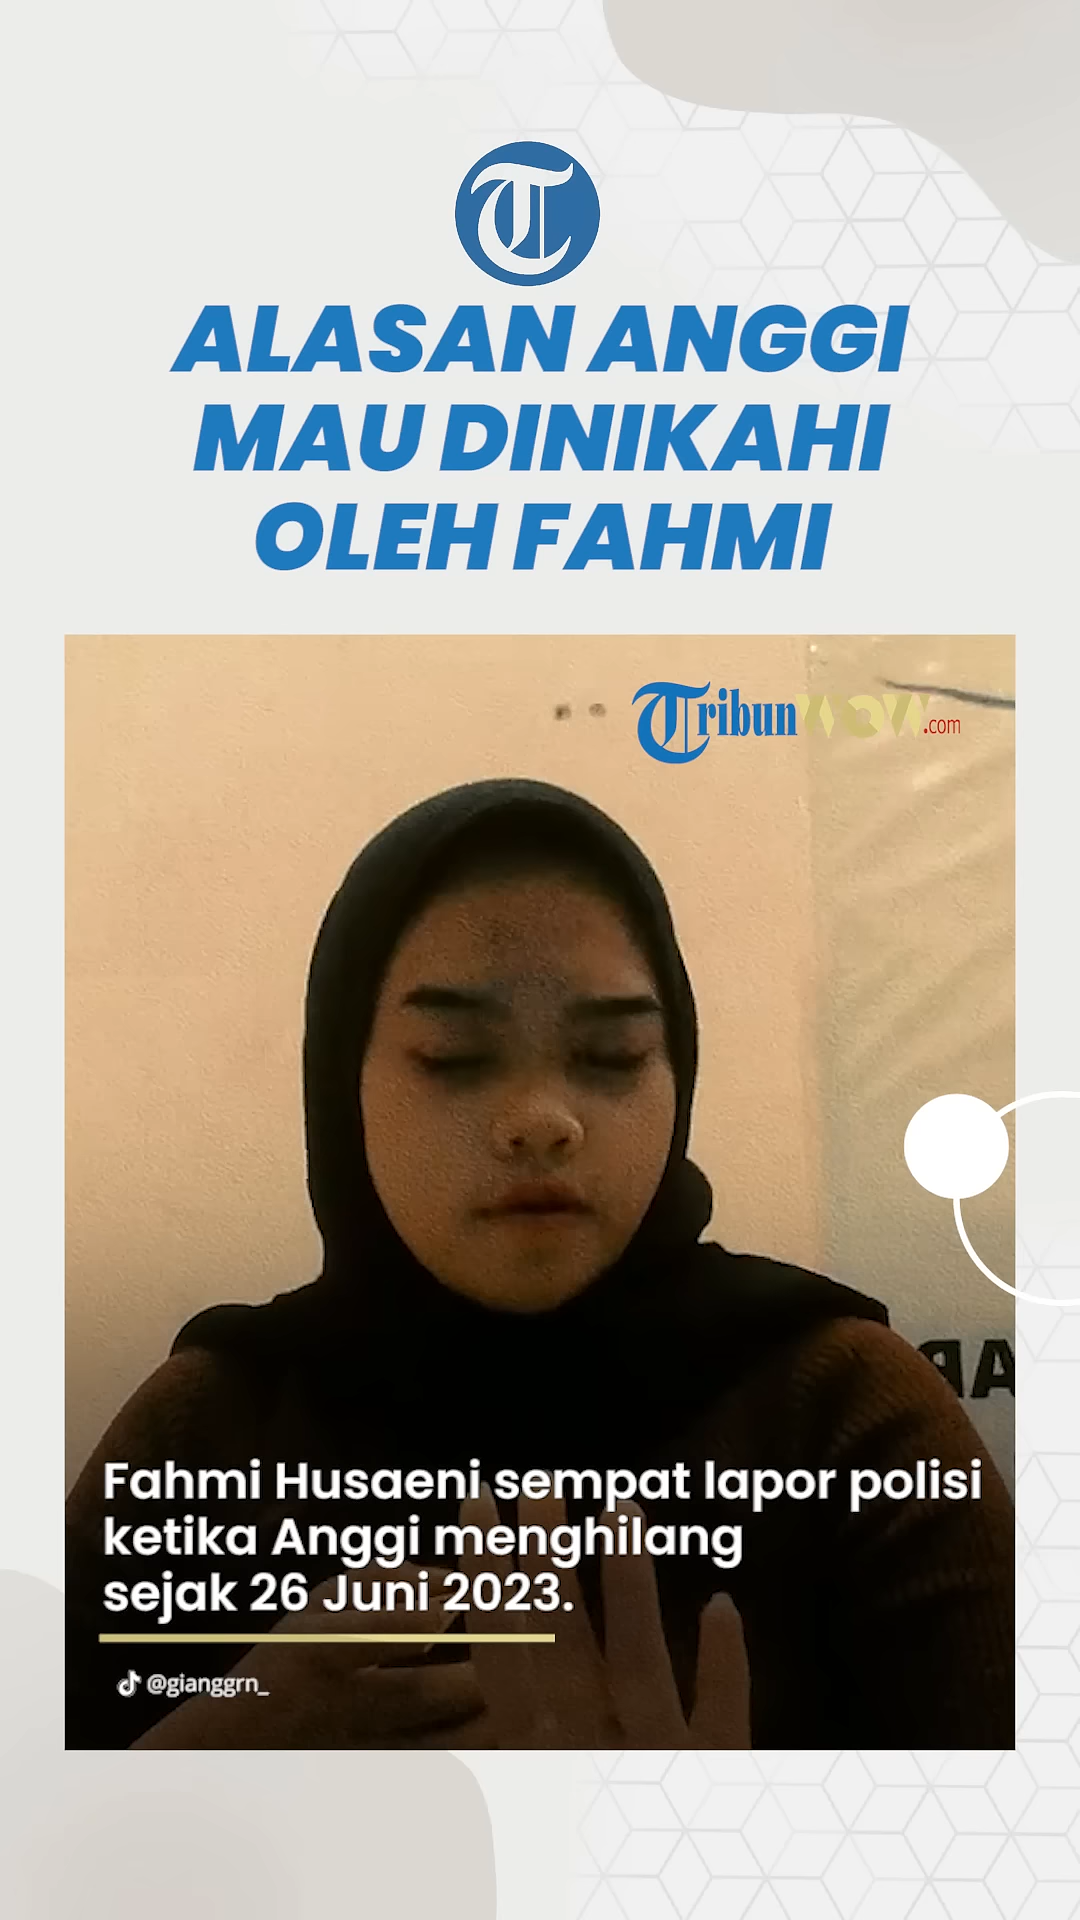 ALASAN ANGGI
MAU DINIKAHI
OLEH FAHMI
TribunWOW.com
Fahmi Husaeni sempat lapor polisi
ketika Anggi menghilang
sejak 26 Juni 2023.
@gianggrn_